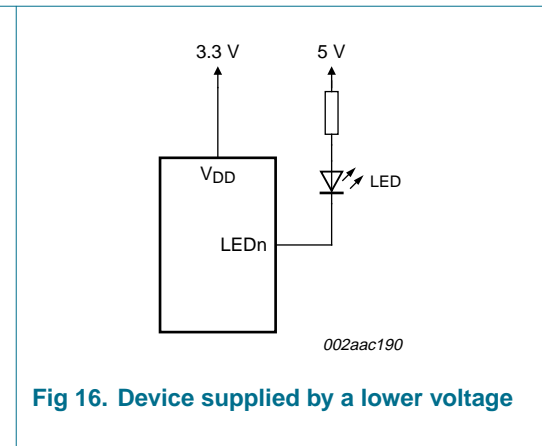 3.3 V
5 V
VDD
LED
LEDn
002aac190
Fig 16. Device supplied by a lower voltage